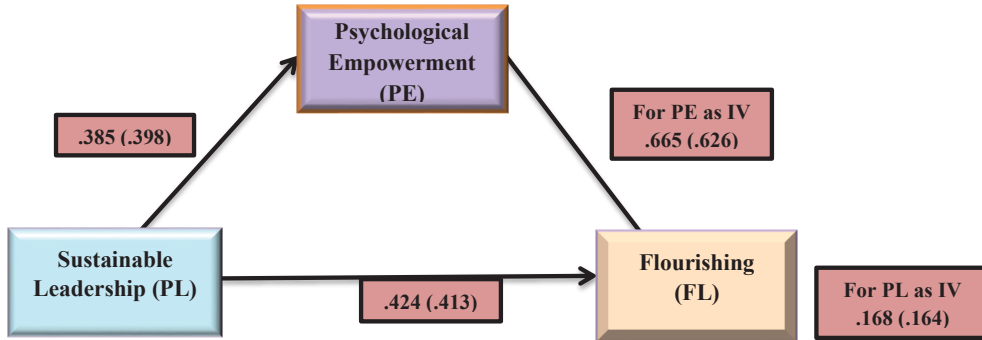 Psychological
Empowerment
(PE)
.385 (.398)
For PE as IV
.665 (.626)
Sustainable
Leadership (PL)
.424 (.413)
Flourishing
(FL)
For PL as IV
.168 (.164)